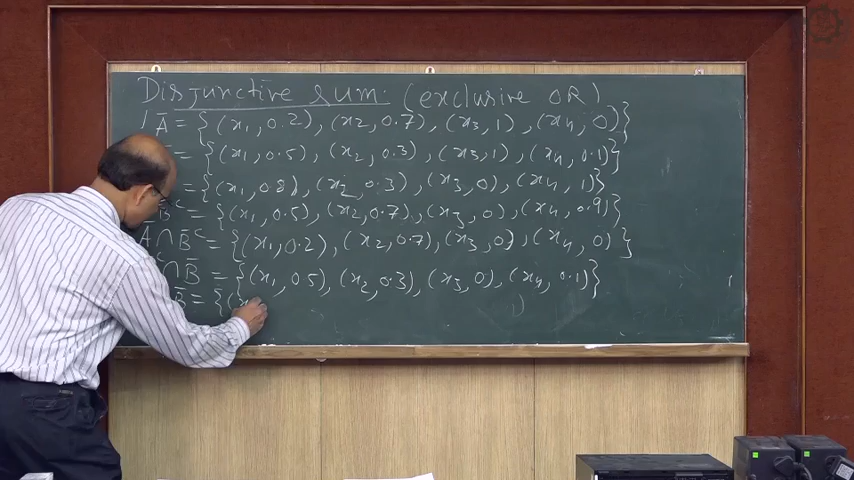 Disjunctive sum: (exclusive OR)
A̅ = {(x1, 0.2), (x2, 0.7), (x3, 1), (x4, 0)}
= {(x1, 0.5), (x2, 0.3), (x3, 1), (x4, 0.1)}
= {(x1, 0.8), (x2, 0.3), (x3, 0), (x4, 1)}
B̅ᶜ = {(x1, 0.5), (x2, 0.7), (x3, 0), (x4, 0.9)}
A̅ ∩ B̅ᶜ = {(x1, 0.2), (x2, 0.7), (x3, 0), (x4, 0)}
ᶜ ∩ B̅ = {(x1, 0.5), (x2, 0.3), (x3, 0), (x4, 0.1)}
B̅ = {(x